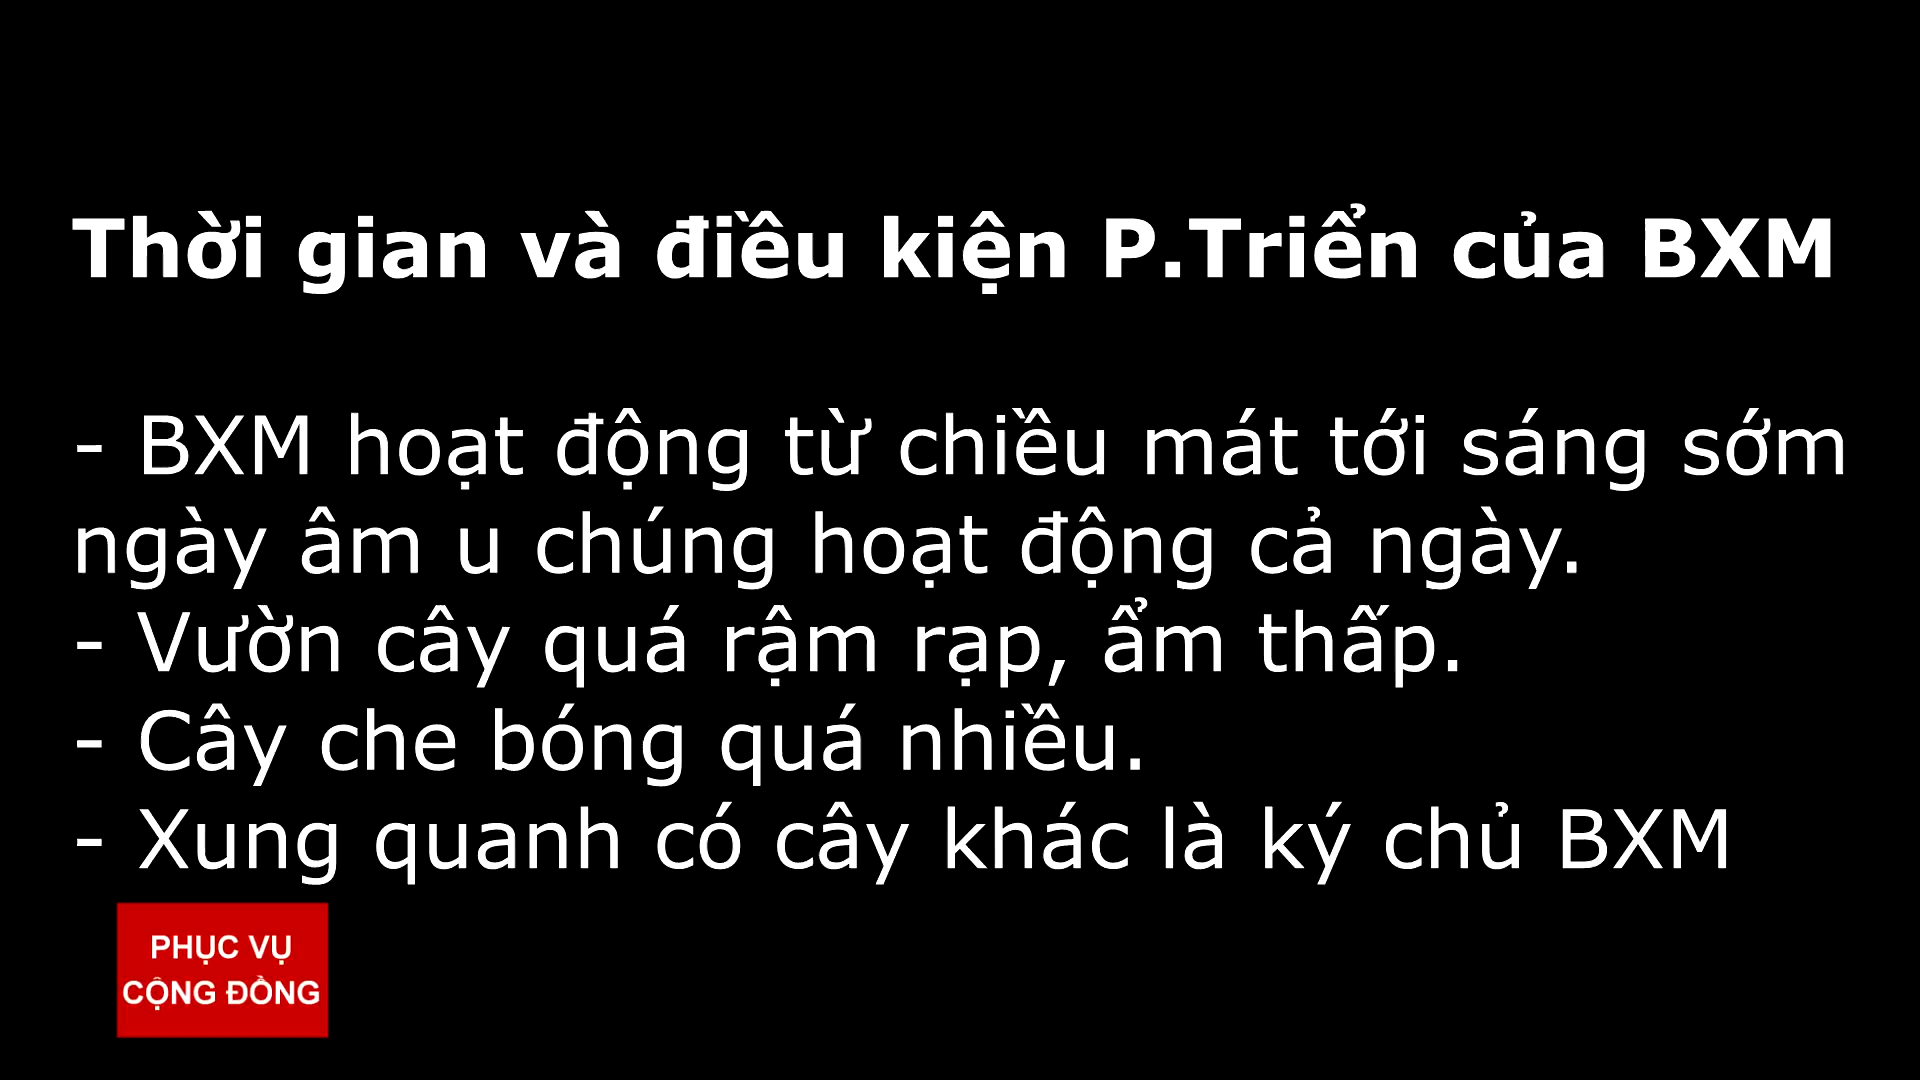 Thời gian và điều kiện P.Triển của BXM
- BXM hoạt động từ chiều mát tới sáng sớm
ngày âm u chúng hoạt động cả ngày.
- Vườn cây quá rậm rạp, ẩm thấp.
- Cây che bóng quá nhiều.
- Xung quanh có cây khác là ký chủ BXM
PHỤC VỤ
CỘNG ĐỒNG